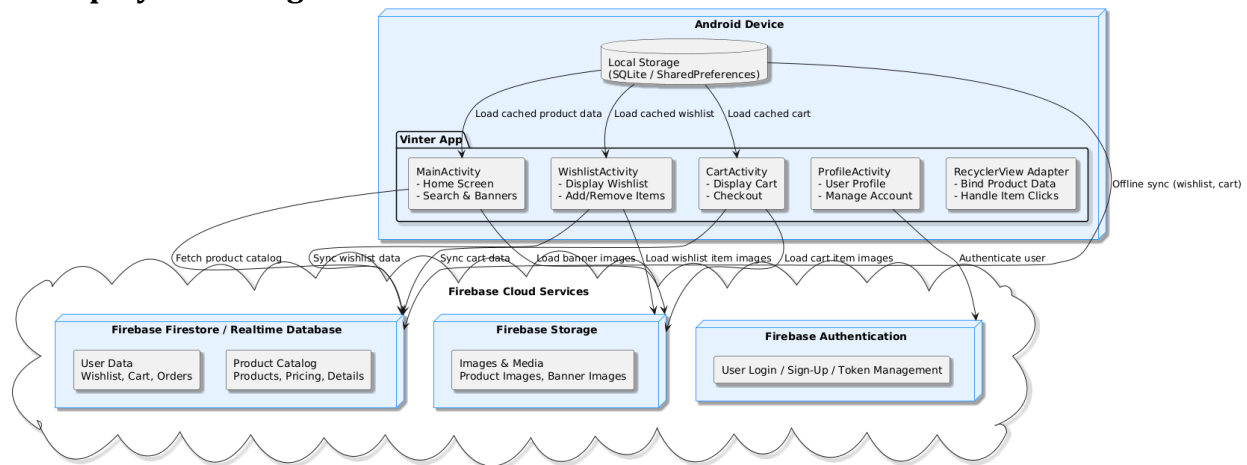 Android Device
Local Storage
(SQLite / SharedPreferences)
Load cached product data
Load cached wishlist
Load cached cart
Vinter App
MainActivity
- Home Screen
- Search & Banners
WishlistActivity
- Display Wishlist
- Add/Remove Items
CartActivity
- Display Cart
- Checkout
ProfileActivity
- User Profile
- Manage Account
RecyclerView Adapter
- Bind Product Data
- Handle Item Clicks
Offline sync (wishlist, cart)
Fetch product catalog
Sync wishlist data
Sync cart data
Load banner images
Load wishlist item images
Load cart item images
Authenticate user
Firebase Cloud Services
Firebase Firestore / Realtime Database
User Data
Wishlist, Cart, Orders
Product Catalog
Products, Pricing, Details
Firebase Storage
Images & Media
Product Images, Banner Images
Firebase Authentication
User Login / Sign-Up / Token Management